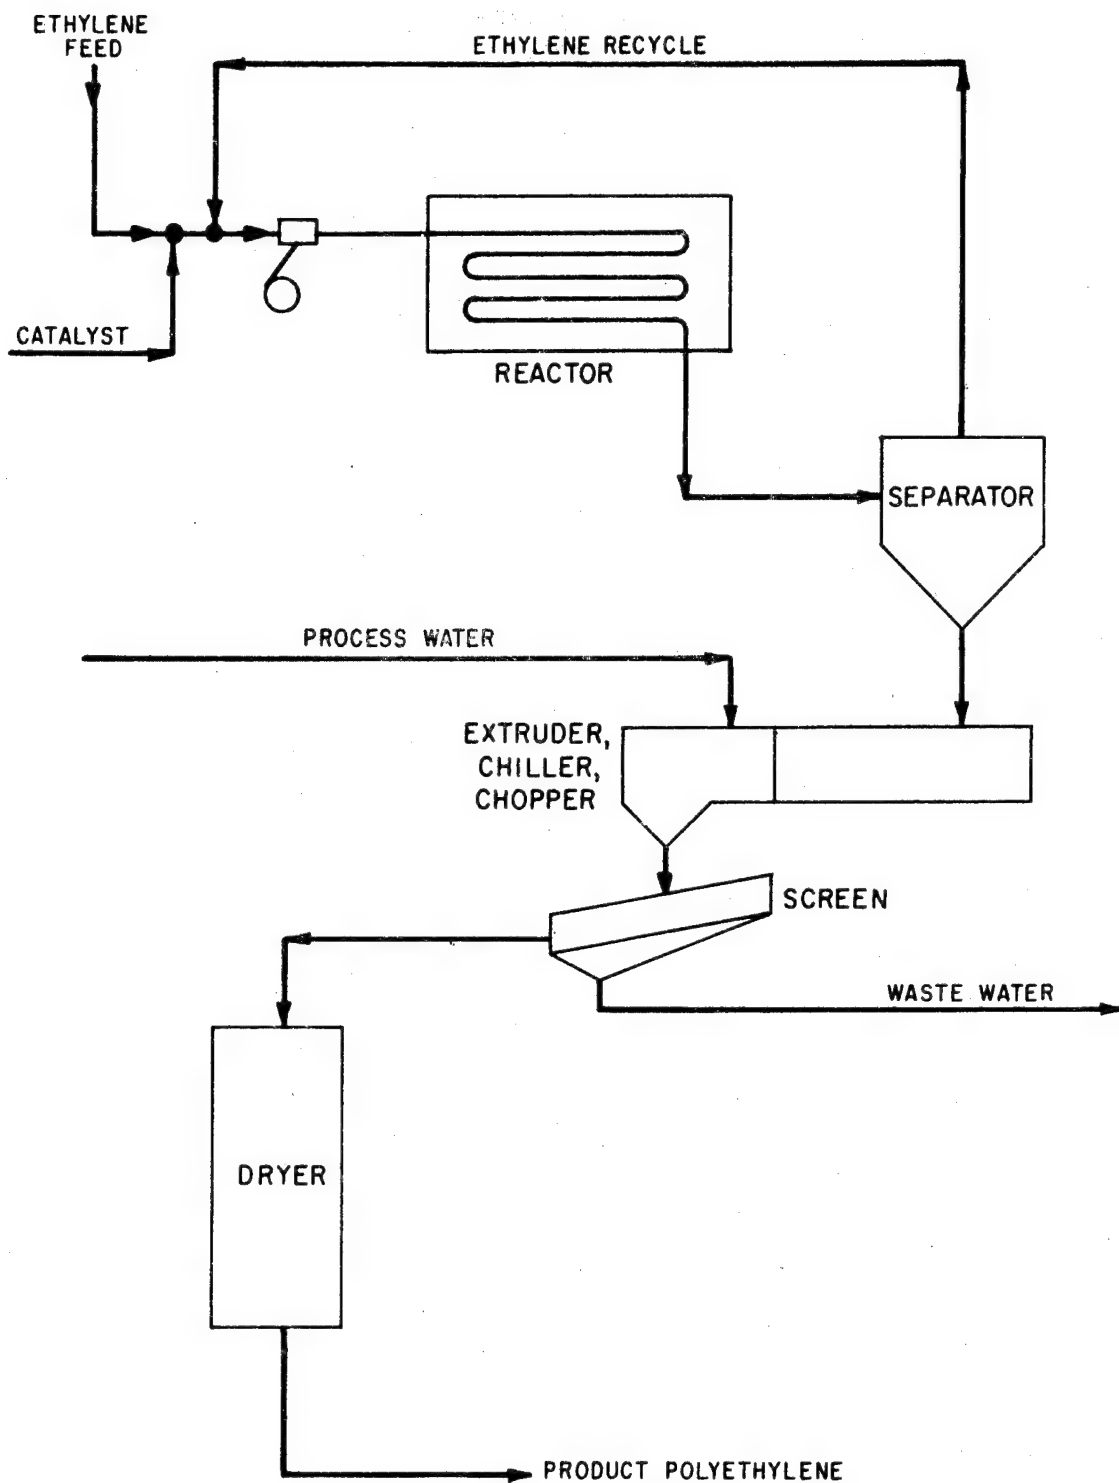 ETHYLENE
FEED
ETHYLENE RECYCLE
CATALYST
REACTOR
SEPARATOR
PROCESS WATER
EXTRUDER,
CHILLER,
CHOPPER
SCREEN
WASTE WATER
DRYER
PRODUCT POLYETHYLENE